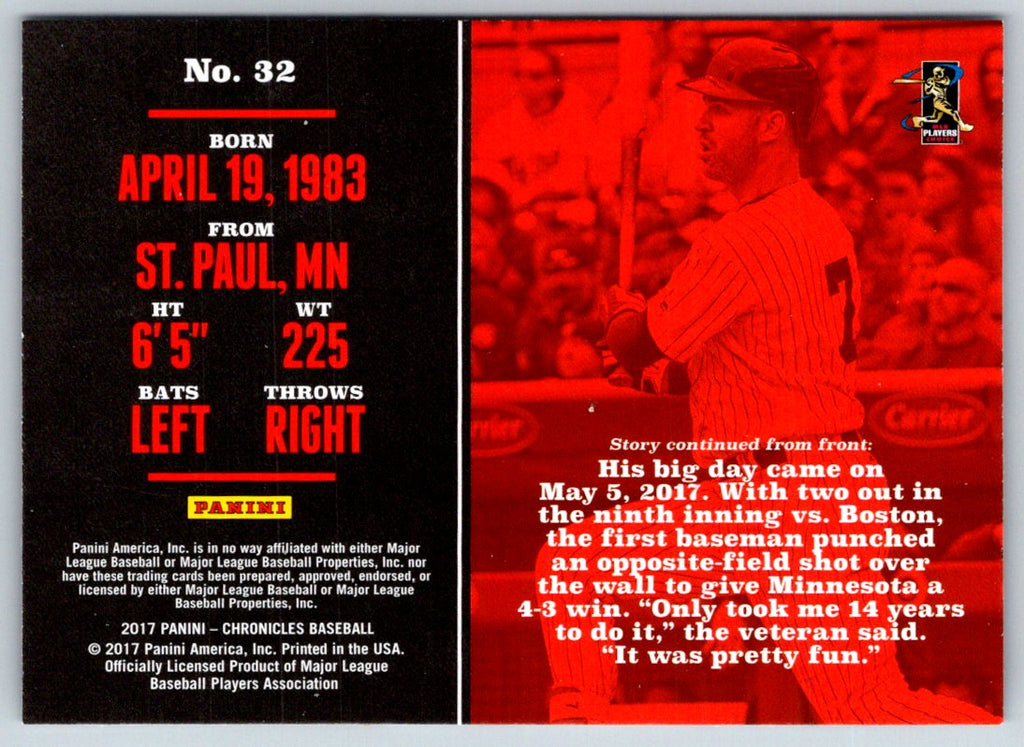 No. 32
BORN
APRIL 19, 1983
FROM
ST. PAUL, MN
HT WT
6' 5" 225
BATS THROWS
LEFT RIGHT
PANINI
Panini America, Inc. is in no way affiliated with either Major
League Baseball or Major League Baseball Properties, Inc. nor
have these trading cards been prepared, approved, endorsed, or
licensed by either Major League Baseball or Major League
Baseball Properties, Inc.
2017 PANINI – CHRONICLES BASEBALL
© 2017 Panini America, Inc. Printed in the USA.
Officially Licensed Product of Major League
Baseball Players Association
PLAYERS
CHOICE
7
rrier
Carrier
Story continued from front:
His big day came on
May 5, 2017. With two out in
the ninth inning vs. Boston,
the first baseman punched
an opposite-field shot over
the wall to give Minnesota a
4-3 win. “Only took me 14 years
to do it,” the veteran said.
“It was pretty fun.”